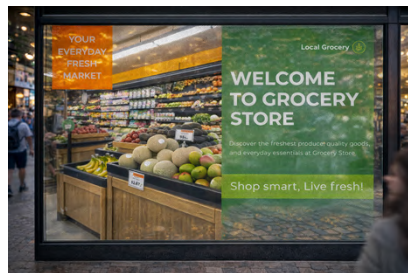 YOUR
EVERYDAY
FRESH
MARKET
Local Grocery
WELCOME
TO GROCERY
STORE
Discover the freshest produce, quality goods,
and everyday essentials at Grocery Store.
Shop smart, Live fresh!